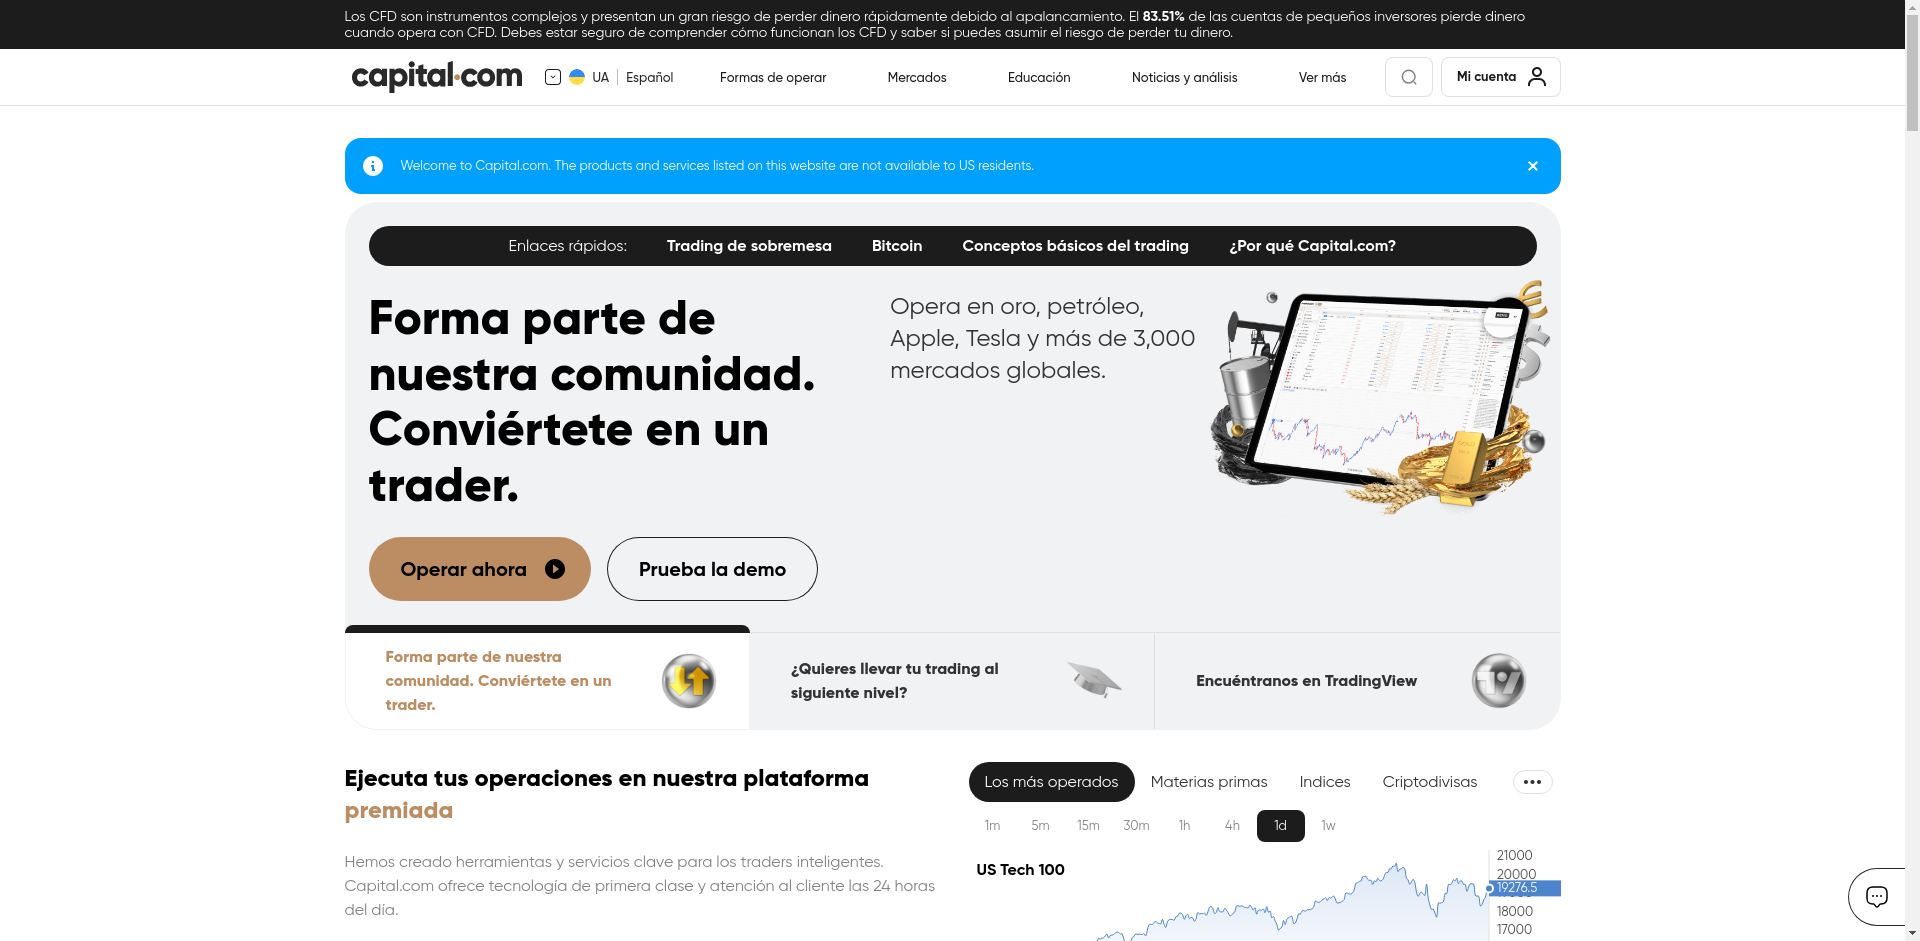 Los CFD son instrumentos complejos y presentan un gran riesgo de perder dinero rápidamente debido al apalancamiento. El 83.51% de las cuentas de pequeños inversores pierde dinero
cuando opera con CFD. Debes estar seguro de comprender cómo funcionan los CFD y saber si puedes asumir el riesgo de perder tu dinero.
capital.com
UA
Español
Formas de operar
Mercados
Educación
Noticias y análisis
Ver más
Mi cuenta
Welcome to Capital.com. The products and services listed on this website are not available to US residents.
Enlaces rápidos:
Trading de sobremesa
Bitcoin
Conceptos básicos del trading
¿Por qué Capital.com?
Forma parte de
nuestra comunidad.
Conviértete en un
trader.
Opera en oro, petróleo,
Apple, Tesla y más de 3,000
mercados globales.
Operar ahora
Prueba la demo
Forma parte de nuestra
comunidad. Conviértete en un
trader.
¿Quieres llevar tu trading al
siguiente nivel?
Encuéntranos en TradingView
Ejecuta tus operaciones en nuestra plataforma
premiada
Hemos creado herramientas y servicios clave para los traders inteligentes.
Capital.com ofrece tecnología de primera clase y atención al cliente las 24 horas
del día.
Los más operados
Materias primas
Indices
Criptodivisas
1m
5m
15m
30m
1h
4h
1d
1w
US Tech 100
21000
20000
19276.5
18000
17000